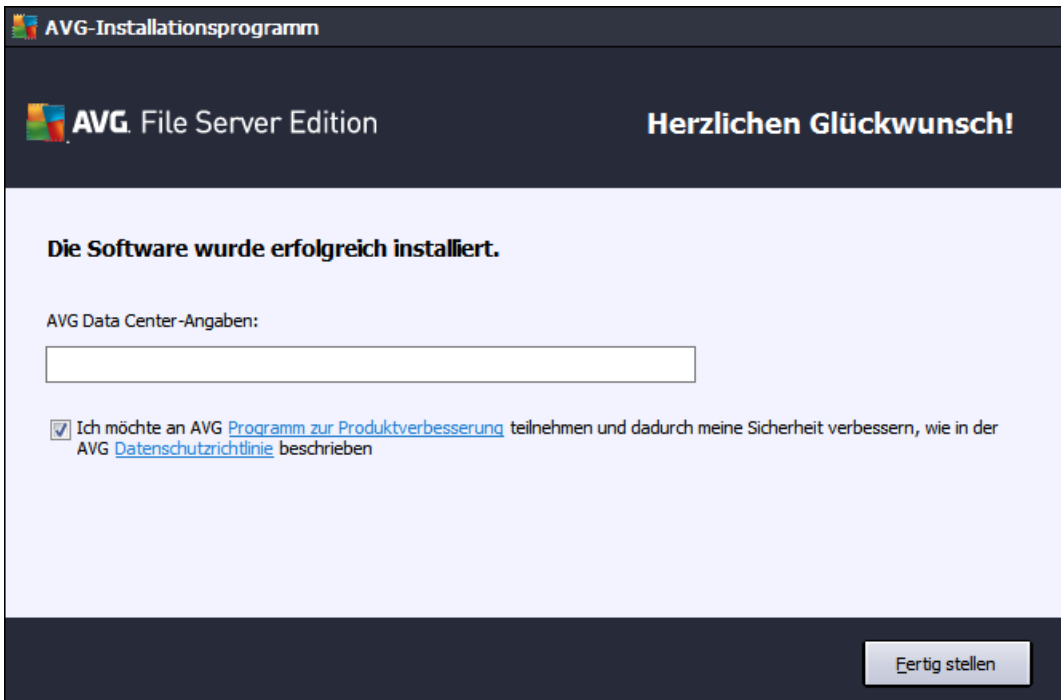 AVG-Installationsprogramm
AVG. File Server Edition
Herzlichen Glückwunsch!
Die Software wurde erfolgreich installiert.
AVG Data Center-Angaben:
Ich möchte an AVG Programm zur Produktverbesserung teilnehmen und dadurch meine Sicherheit verbessern, wie in der
AVG Datenschutzrichtlinie beschrieben
Fertig stellen